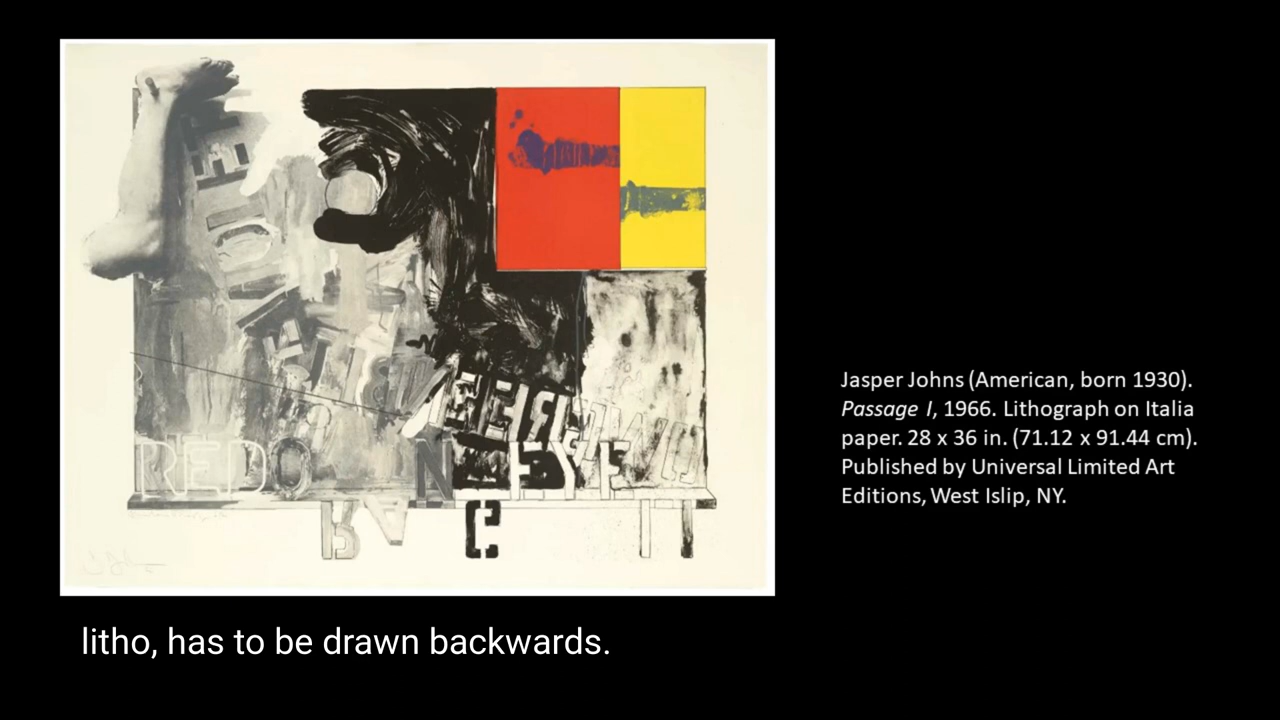 REDO N EYE
C
Jasper Johns (American, born 1930).
Passage I, 1966. Lithograph on Italia
paper. 28 x 36 in. (71.12 x 91.44 cm).
Published by Universal Limited Art
Editions, West Islip, NY.
litho, has to be drawn backwards.